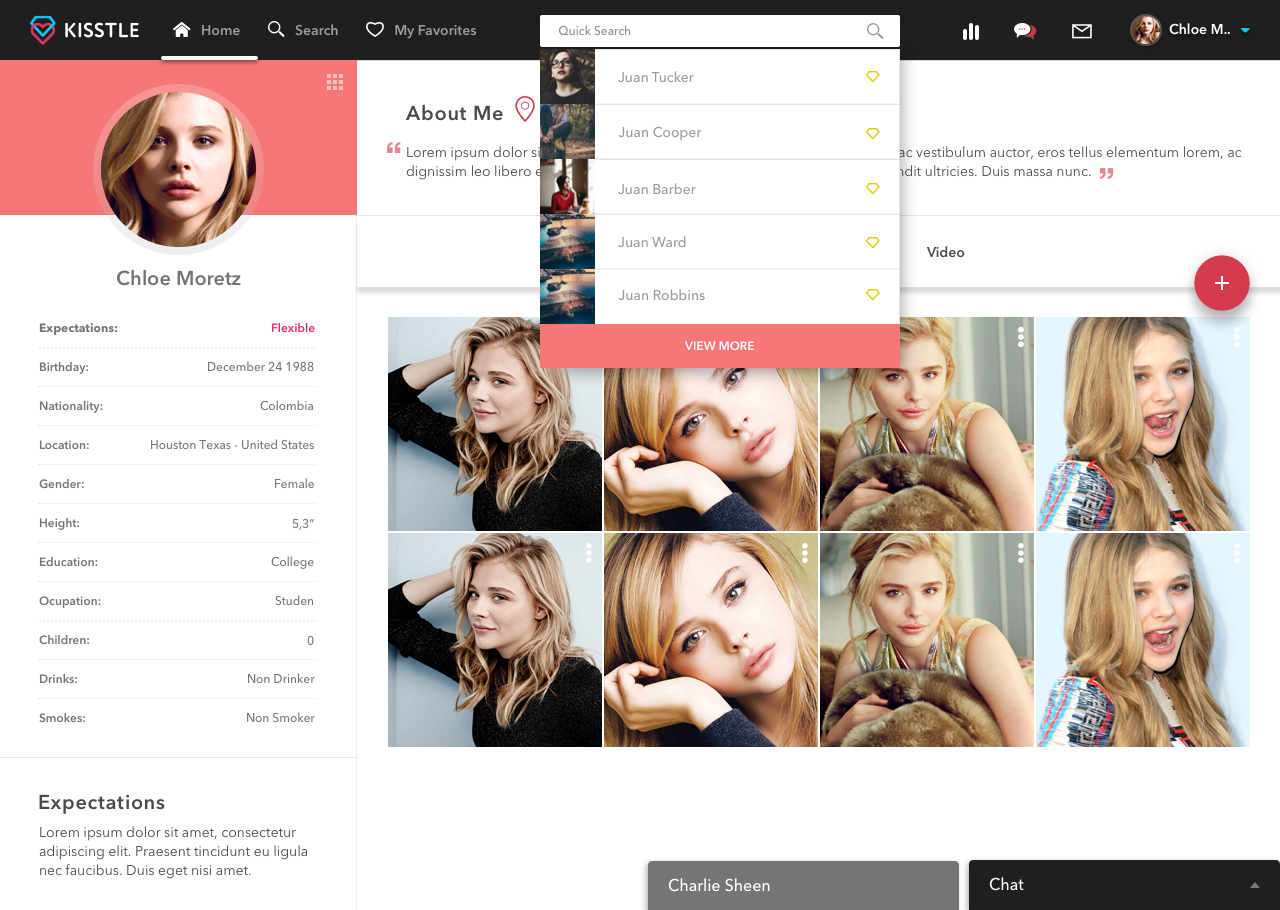 KISSTLE
Home
Search
My Favorites
Quick Search
Chloe M..
Juan Tucker
Juan Cooper
Juan Barber
Juan Ward
Juan Robbins
VIEW MORE
Chloe Moretz
Expectations: Flexible
Birthday: December 24 1988
Nationality: Colombia
Location: Houston Texas - United States
Gender: Female
Height: 5,3”
Education: College
Ocupation: Studen
Children: 0
Drinks: Non Drinker
Smokes: Non Smoker
Expectations
Lorem ipsum dolor sit amet, consectetur
adipiscing elit. Praesent tincidunt eu ligula
nec faucibus. Duis eget nisi amet.
About Me
“ Lorem ipsum dolor ac vestibulum auctor, eros tellus elementum lorem, ac
dignissim leo libero ultricies. Duis massa nunc. ”
Video
+
Charlie Sheen
Chat